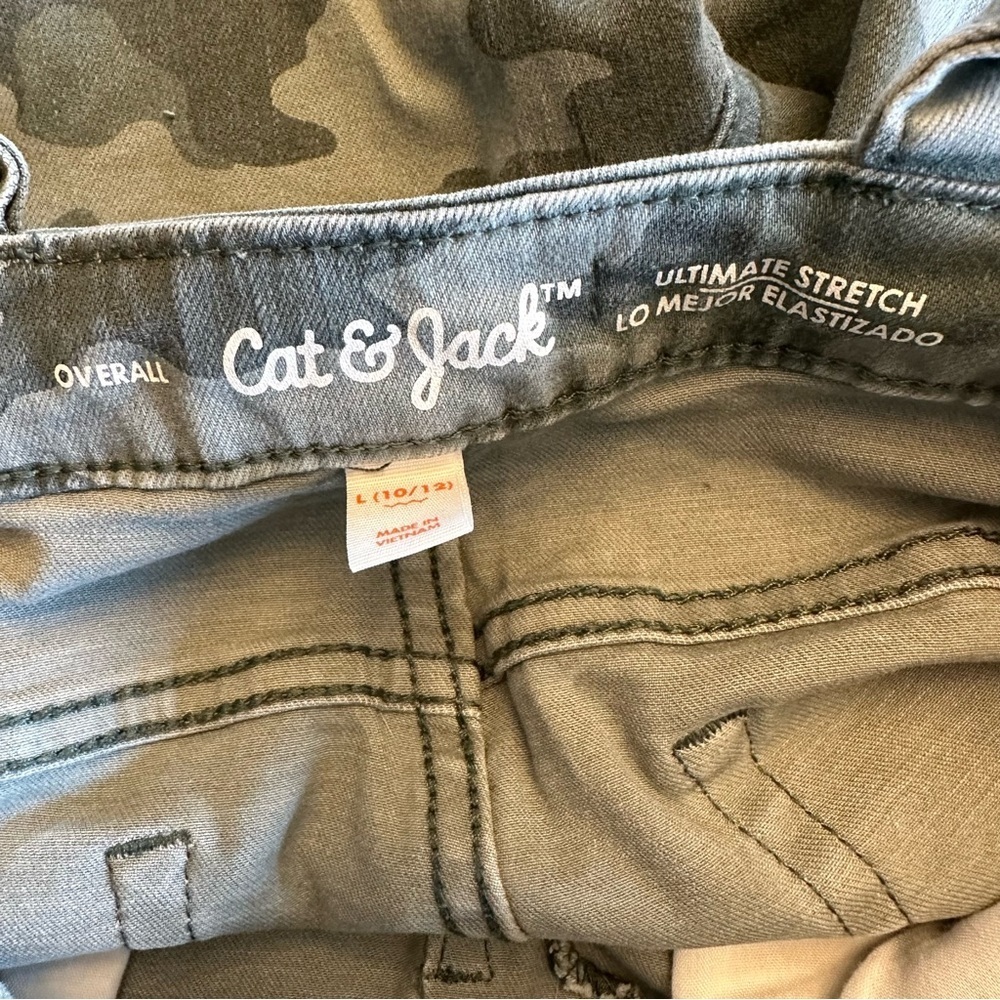 OVERALL
Cat & Jack™
ULTIMATE STRETCH
LO MEJOR ELASTIZADO
L (10/12)
MADE IN
VIETNAM